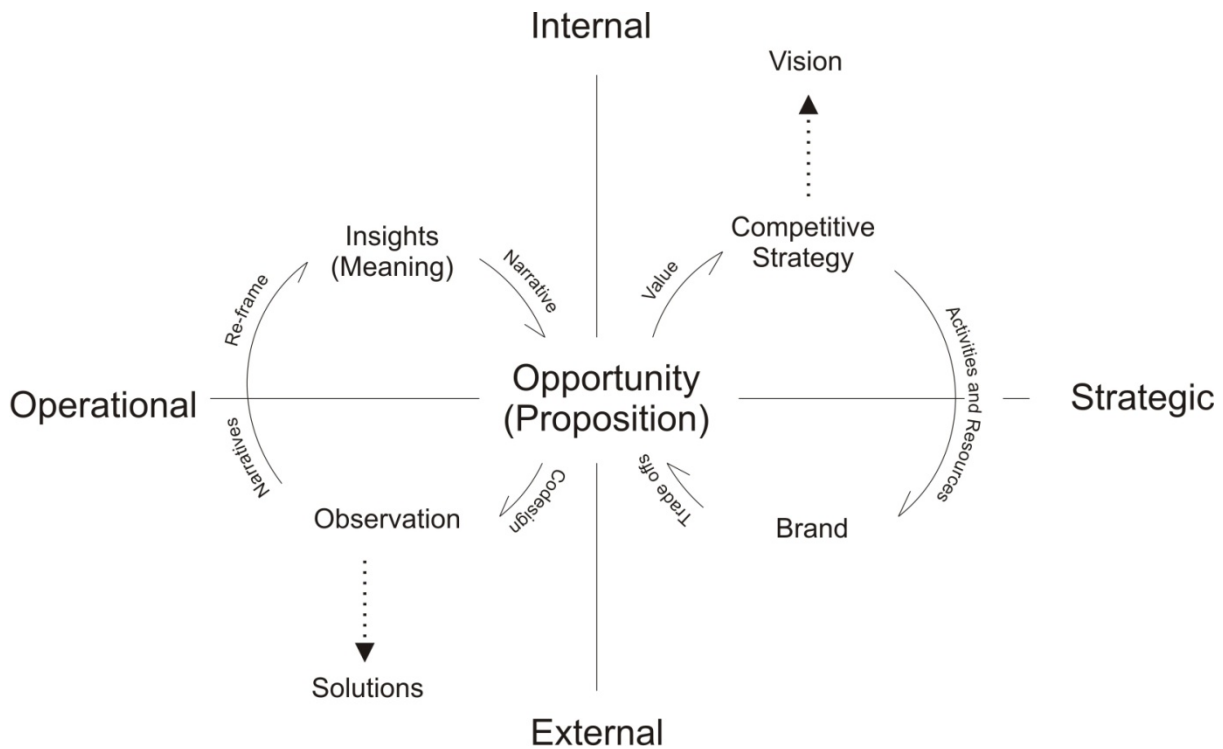 Internal
Vision
Insights
(Meaning)
Narrative
Re-frame
Value
Competitive
Strategy
Activities and Resources
Operational
Opportunity
(Proposition)
Strategic
Narratives
Observation
Codesign
Trade offs
Brand
Solutions
External